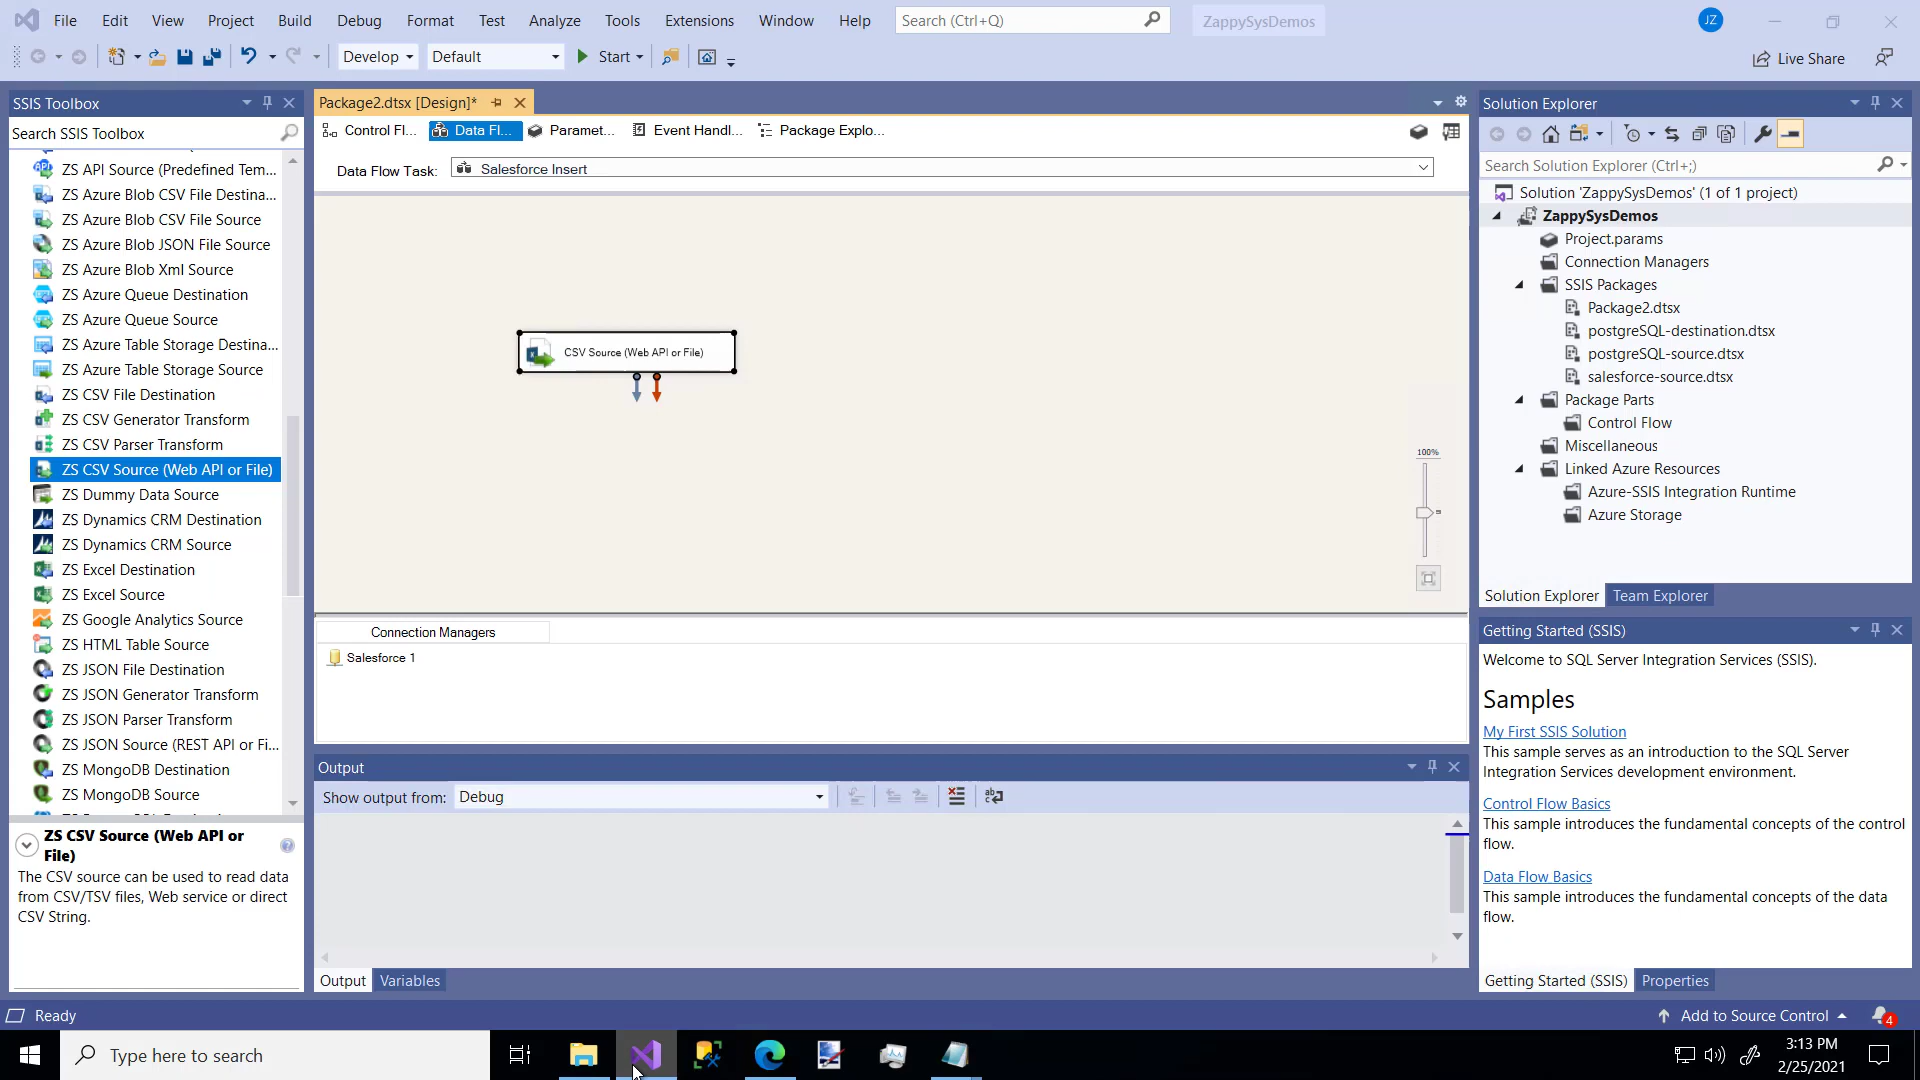 File Edit View Project Build Debug Format Test Analyze Tools Extensions Window Help Search (Ctrl+Q) ZappySysDemos JZ
Develop Default Start Live Share
SSIS Toolbox
Search SSIS Toolbox
ZS API Source (Predefined Tem...
ZS Azure Blob CSV File Destina...
ZS Azure Blob CSV File Source
ZS Azure Blob JSON File Source
ZS Azure Blob Xml Source
ZS Azure Queue Destination
ZS Azure Queue Source
ZS Azure Table Storage Destina...
ZS Azure Table Storage Source
ZS CSV File Destination
ZS CSV Generator Transform
ZS CSV Parser Transform
ZS CSV Source (Web API or File)
ZS Dummy Data Source
ZS Dynamics CRM Destination
ZS Dynamics CRM Source
ZS Excel Destination
ZS Excel Source
ZS Google Analytics Source
ZS HTML Table Source
ZS JSON File Destination
ZS JSON Generator Transform
ZS JSON Parser Transform
ZS JSON Source (REST API or Fi...
ZS MongoDB Destination
ZS MongoDB Source
ZS CSV Source (Web API or
File)
The CSV source can be used to read data
from CSV/TSV files, Web service or direct
CSV String.
Package2.dtsx [Design]*
Control Fl... Data Fl... Paramet... Event Handl... Package Explo...
Data Flow Task: Salesforce Insert
CSV Source (Web API or File)
100%
Connection Managers
Salesforce 1
Output
Show output from: Debug
Output Variables
Solution Explorer
Search Solution Explorer (Ctrl+;)
Solution 'ZappySysDemos' (1 of 1 project)
ZappySysDemos
Project.params
Connection Managers
SSIS Packages
Package2.dtsx
postgreSQL-destination.dtsx
postgreSQL-source.dtsx
salesforce-source.dtsx
Package Parts
Control Flow
Miscellaneous
Linked Azure Resources
Azure-SSIS Integration Runtime
Azure Storage
Solution Explorer Team Explorer
Getting Started (SSIS)
Welcome to SQL Server Integration Services (SSIS).
Samples
My First SSIS Solution
This sample serves as an introduction to the SQL Server
Integration Services development environment.
Control Flow Basics
This sample introduces the fundamental concepts of the control
flow.
Data Flow Basics
This sample introduces the fundamental concepts of the data
flow.
Getting Started (SSIS) Properties
Ready Add to Source Control 4
Type here to search
3:13 PM
2/25/2021